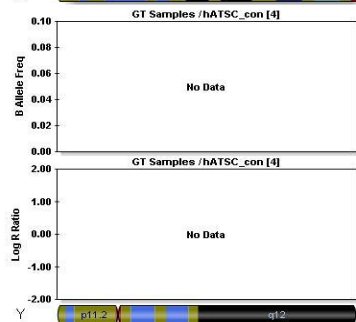 GT Samples /hATSC_con [4]
B Allele Freq
0.10
0.08
0.06
0.04
0.02
0.00
No Data
GT Samples /hATSC_con [4]
Log R Ratio
2.00
1.00
0.00
-1.00
-2.00
No Data
Y
p11.2
q12